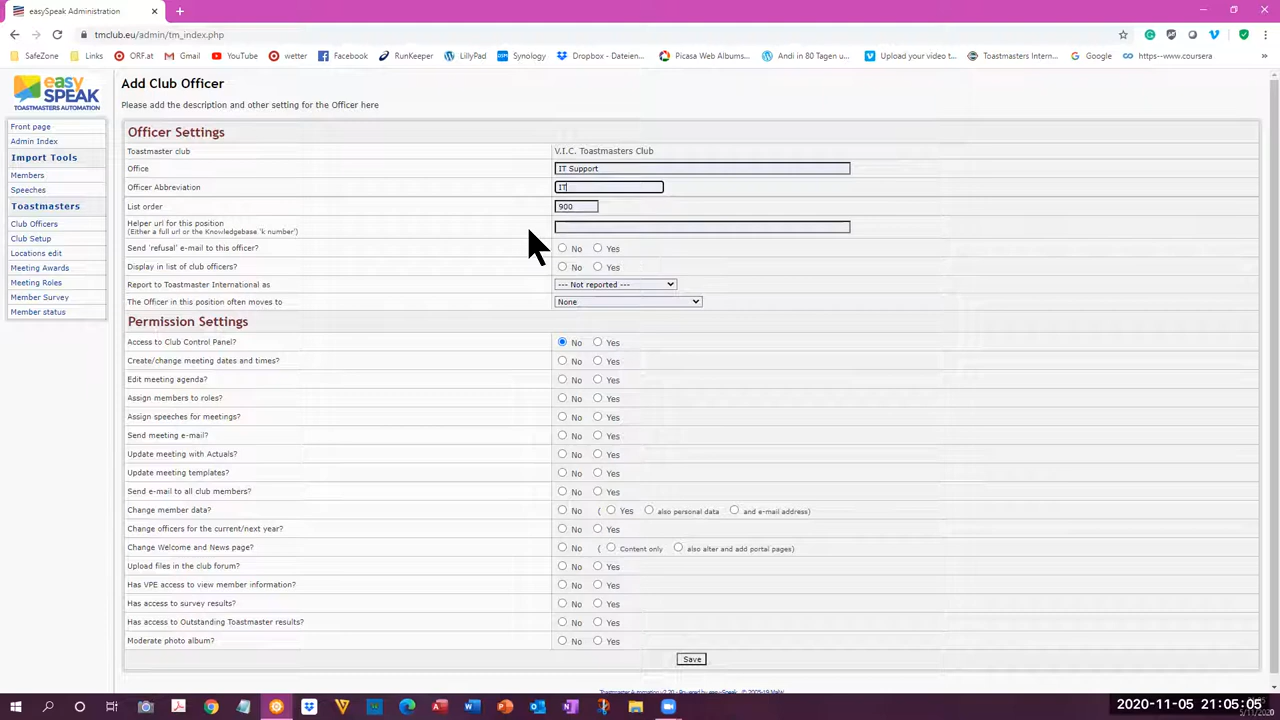 easySpeak Administration
tmclub.eu/admin/tm_index.php
SafeZone Links ORF.at Gmail YouTube wetter Facebook RunKeeper LillyPad Synology Dropbox - Dateien... Picasa Web Albums... Andi in 80 Tagen u... Upload your video t... Toastmasters Intern... Google https--www.coursera
easy
SPEAK
TOASTMASTERS AUTOMATION
Front page
Admin Index
Import Tools
Members
Speeches
Toastmasters
Club Officers
Club Setup
Locations edit
Meeting Awards
Meeting Roles
Member Survey
Member status
Add Club Officer
Please add the description and other setting for the Officer here
Officer Settings
Toastmaster club V.I.C. Toastmasters Club
Office IT Support
Officer Abbreviation IT
List order 900
Helper url for this position
(Either a full url or the Knowledgebase 'k number')
Send 'refusal' e-mail to this officer? No Yes
Display in list of club officers? No Yes
Report to Toastmaster International as --- Not reported ---
The Officer in this position often moves to None
Permission Settings
Access to Club Control Panel? No Yes
Create/change meeting dates and times? No Yes
Edit meeting agenda? No Yes
Assign members to roles? No Yes
Assign speeches for meetings? No Yes
Send meeting e-mail? No Yes
Update meeting with Actuals? No Yes
Update meeting templates? No Yes
Send e-mail to all club members? No Yes
Change member data? No ( Yes also personal data and e-mail address)
Change officers for the current/next year? No Yes
Change Welcome and News page? No ( Content only also alter and add portal pages)
Upload files in the club forum? No Yes
Has VPE access to view member information? No Yes
Has access to survey results? No Yes
Has access to Outstanding Toastmaster results? No Yes
Moderate photo album? No Yes
Save
2020-11-05 21:05:05